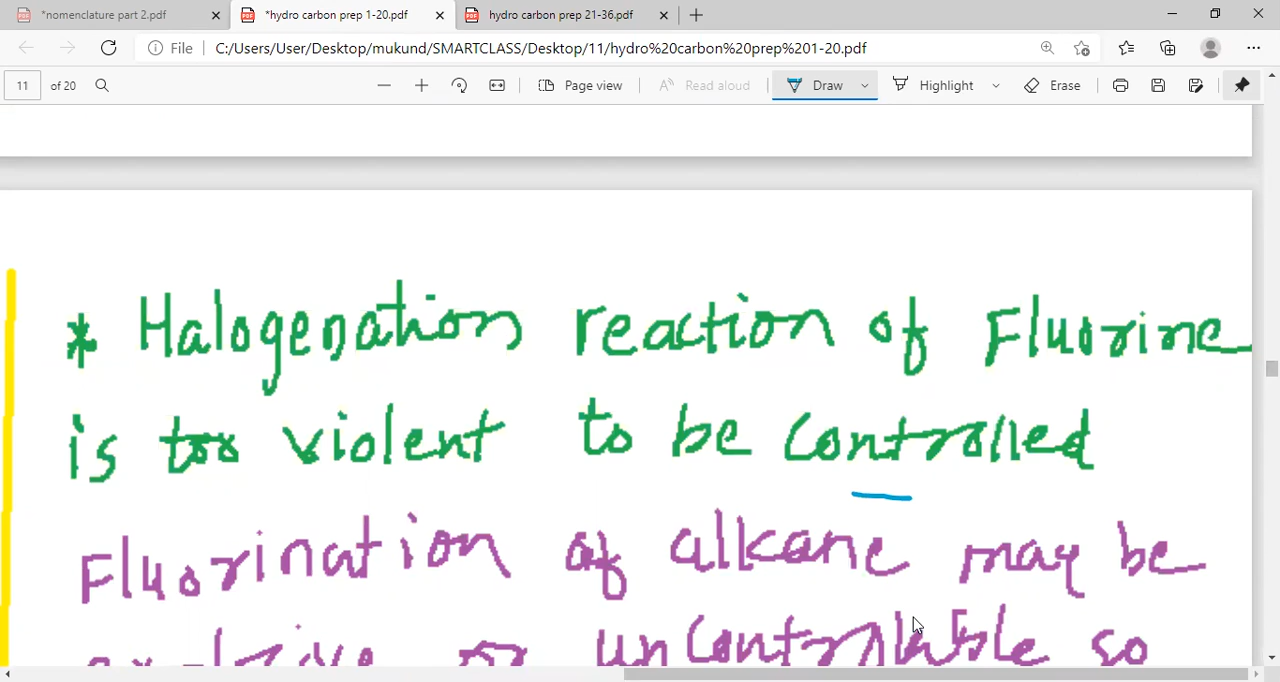 *nomenclature part 2.pdf
*hydro carbon prep 1-20.pdf
hydro carbon prep 21-36.pdf
File
C:/Users/User/Desktop/mukund/SMARTCLASS/Desktop/11/hydro%20carbon%20prep%201-20.pdf
11 of 20
Page view
Read aloud
Draw
Highlight
Erase
* Halogenation reaction of Fluorine
is too violent to be controlled
Fluorination of alkane may be
explosive or uncontrollable so